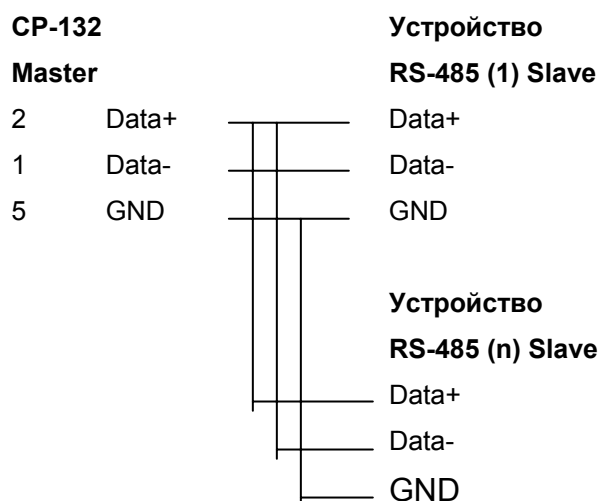 CP-132 Устройство
Master RS-485 (1) Slave
2 Data+ Data+
1 Data- Data-
5 GND GND
Устройство
RS-485 (n) Slave
Data+
Data-
GND